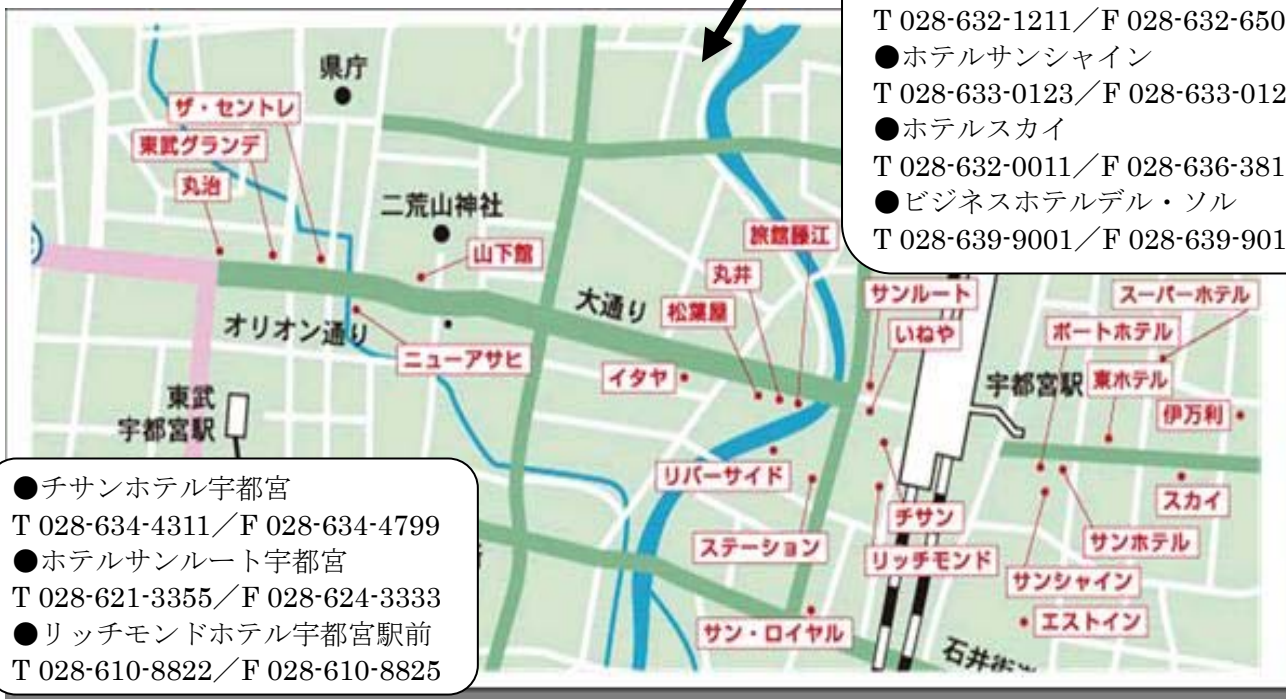 T 028-632-1211／F 028-632-650
●ホテルサンシャイン
T 028-633-0123／F 028-633-012
●ホテルスカイ
T 028-632-0011／F 028-636-381
●ビジネスホテルデル・ソル
T 028-639-9001／F 028-639-901
県庁
ザ・セントレ
東武グランデ
丸治
二荒山神社
山下館
旅館藤江
丸井
大通り
松葉屋
サンルート
スーパーホテル
いねや
ポートホテル
オリオン通り
ニューアサヒ
イタヤ
宇都宮駅
東ホテル
伊万利
東武
宇都宮駅
リバーサイド
スカイ
チサン
ステーション
サンホテル
リッチモンド
サンシャイン
サン・ロイヤル
エストイン
石井街
●チサンホテル宇都宮
T 028-634-4311／F 028-634-4799
●ホテルサンルート宇都宮
T 028-621-3355／F 028-624-3333
●リッチモンドホテル宇都宮駅前
T 028-610-8822／F 028-610-8825